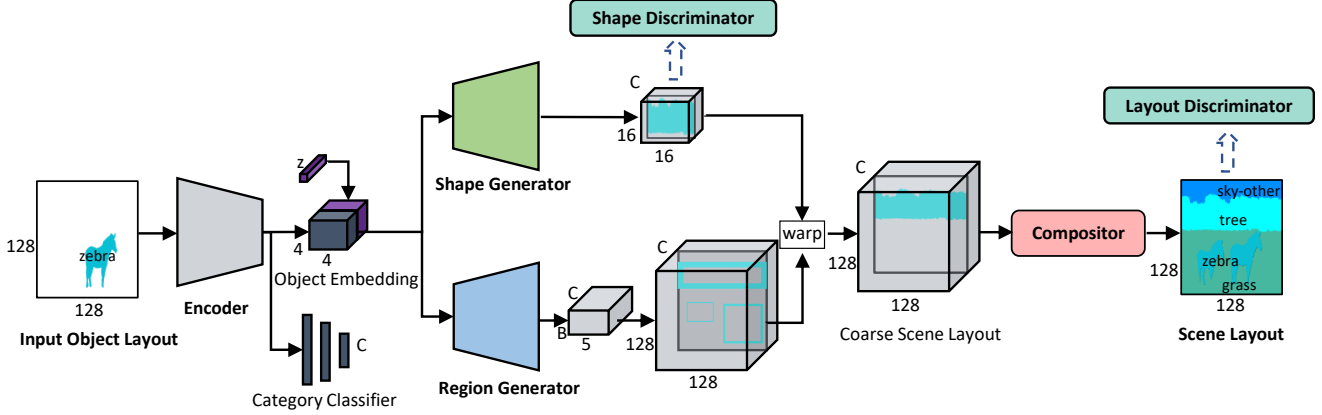 Shape Discriminator
C
16
16
Shape Generator
Layout Discriminator
z
128
zebra
128
Input Object Layout
Encoder
4
4
Object Embedding
C
Category Classifier
C
B
5
Region Generator
C
128
128
warp
C
128
128
Coarse Scene Layout
Compositor
sky-other
tree
zebra
grass
128
128
Scene Layout